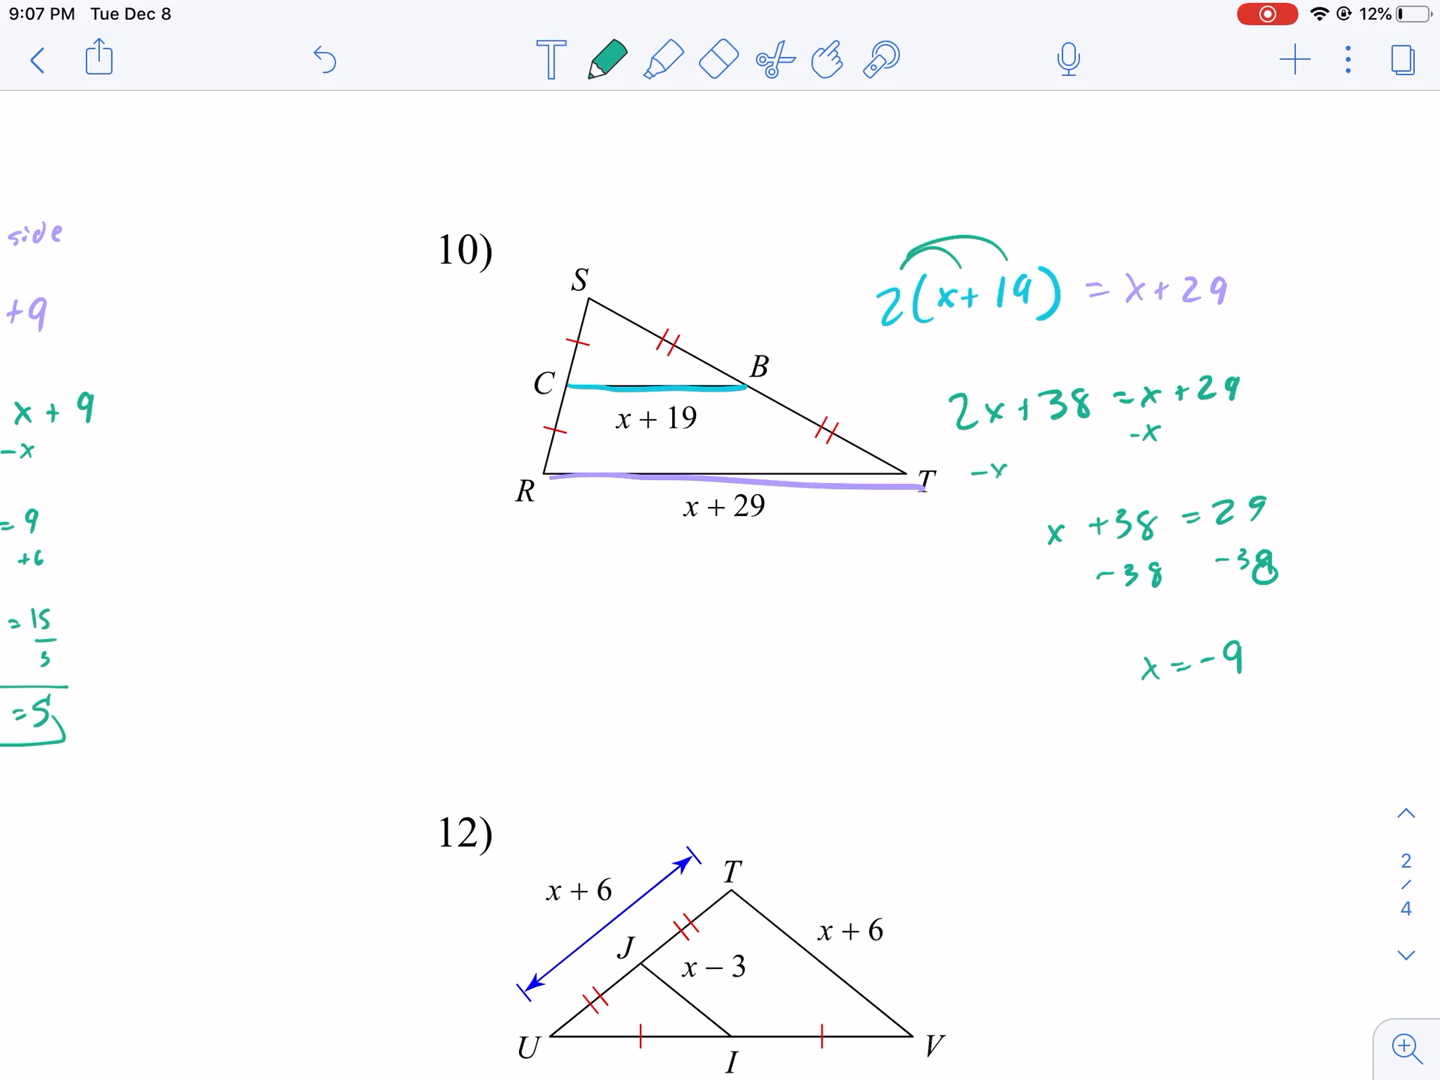 9:07 PM Tue Dec 8
12%
T
side
+9
x + 9
-x
= 9
+6
= 15
3
= 5
10)
S
C
B
x + 19
R
T
x + 29
2(x+19) = x+29
2x+38 = x+29
-x
-x
x +38 = 29
-38 -38
x = -9
12)
x + 6
T
J
x − 3
x + 6
U
I
V
2
/
4